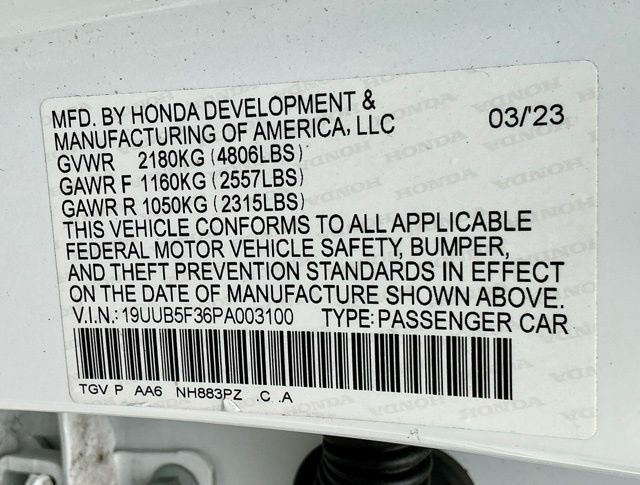 MFD. BY HONDA DEVELOPMENT &
MANUFACTURING OF AMERICA, LLC 03/'23
GVWR 2180KG (4806LBS)
GAWR F 1160KG (2557LBS)
GAWR R 1050KG (2315LBS)
THIS VEHICLE CONFORMS TO ALL APPLICABLE
FEDERAL MOTOR VEHICLE SAFETY, BUMPER,
AND THEFT PREVENTION STANDARDS IN EFFECT
ON THE DATE OF MANUFACTURE SHOWN ABOVE.
V.I.N.: 19UUB5F36PA003100 TYPE: PASSENGER CAR
TGV P AA6 NH883PZ .C .A